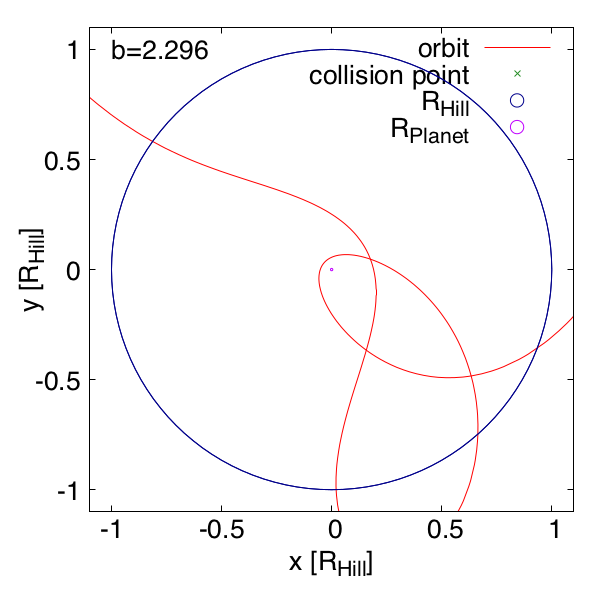 b=2.296
orbit
collision point
R_Hill
R_Planet
1
0.5
0
-0.5
-1
y [R_Hill]
-1 -0.5 0 0.5 1
x [R_Hill]